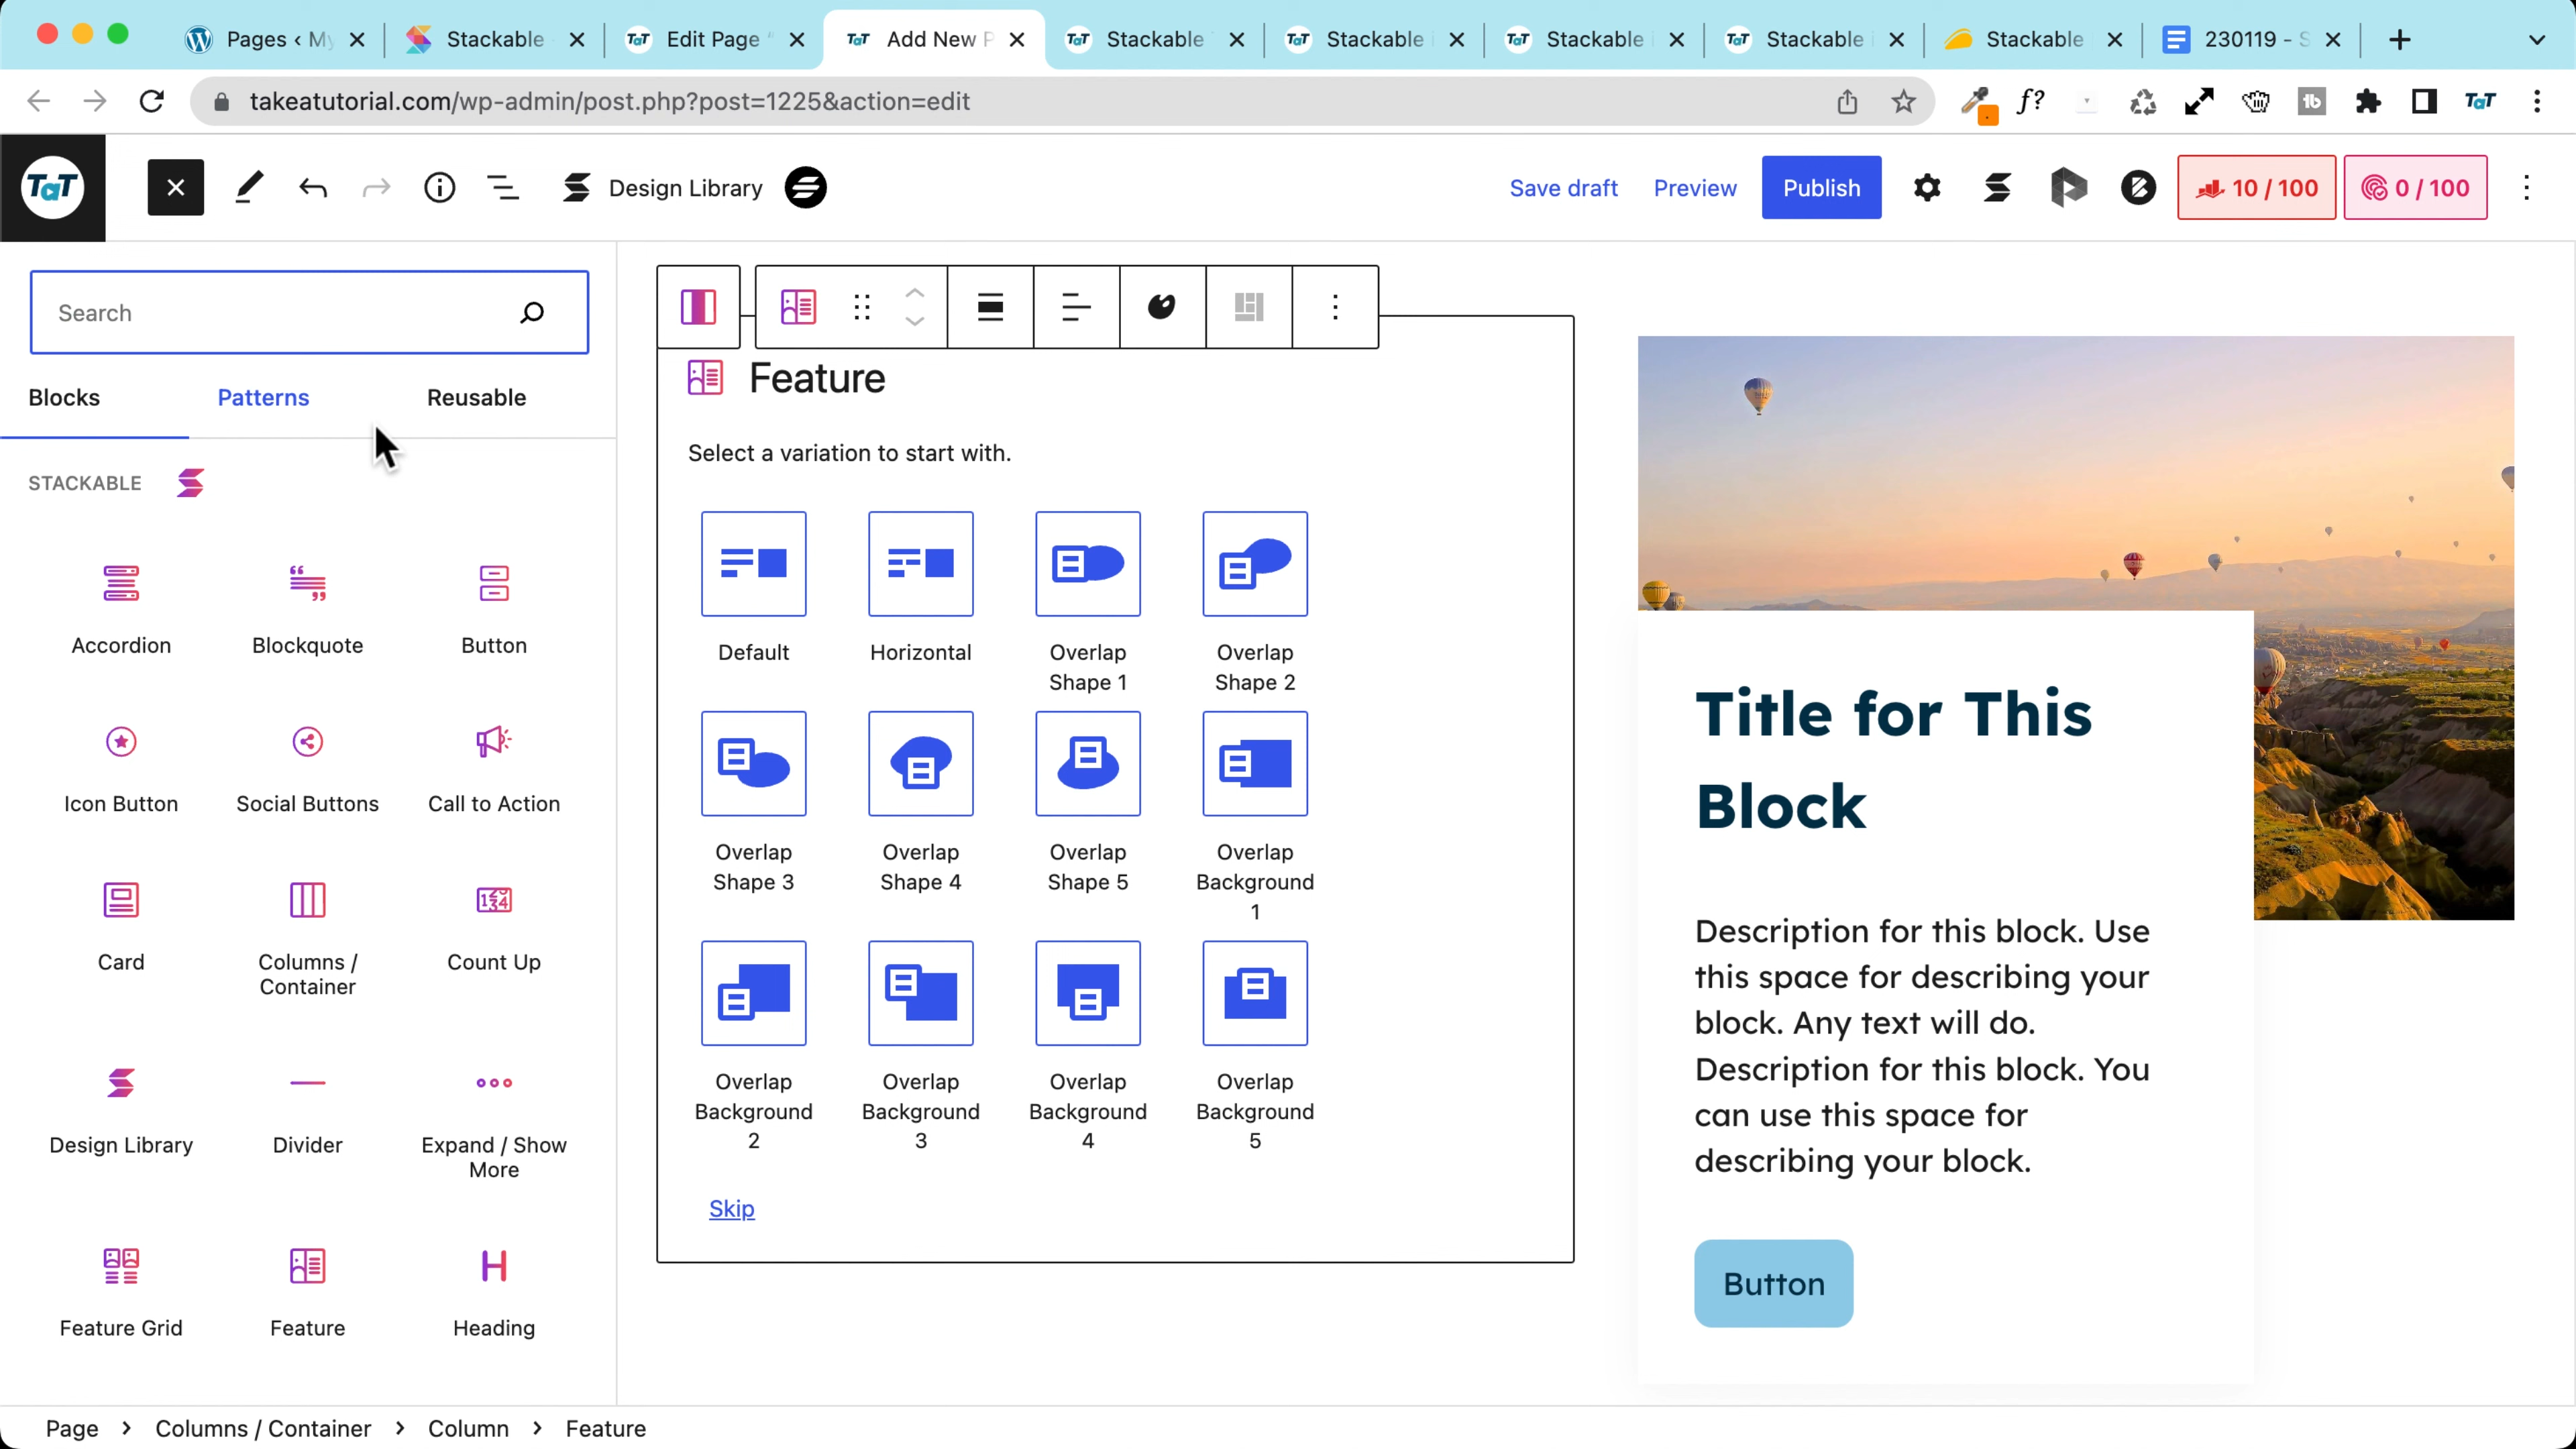 Pages ‹ My
Stackable
Edit Page "
TaT Add New P
Stackable
Stackable
Stackable
Stackable
Stackable
230119 - S
takeatutorial.com/wp-admin/post.php?post=1225&action=edit
f?
TaT
TaT
Design Library
Save draft
Preview
Publish
10 / 100
0 / 100
Search
Blocks
Patterns
Reusable
STACKABLE
Accordion
Blockquote
Button
Icon Button
Social Buttons
Call to Action
Card
Columns /
Container
Count Up
Design Library
Divider
Expand / Show
More
Feature Grid
Feature
Heading
Feature
Select a variation to start with.
Default
Horizontal
Overlap
Shape 1
Overlap
Shape 2
Overlap
Shape 3
Overlap
Shape 4
Overlap
Shape 5
Overlap
Background
1
Overlap
Background
2
Overlap
Background
3
Overlap
Background
4
Overlap
Background
5
Skip
Title for This
Block
Description for this block. Use
this space for describing your
block. Any text will do.
Description for this block. You
can use this space for
describing your block.
Button
Page › Columns / Container › Column › Feature